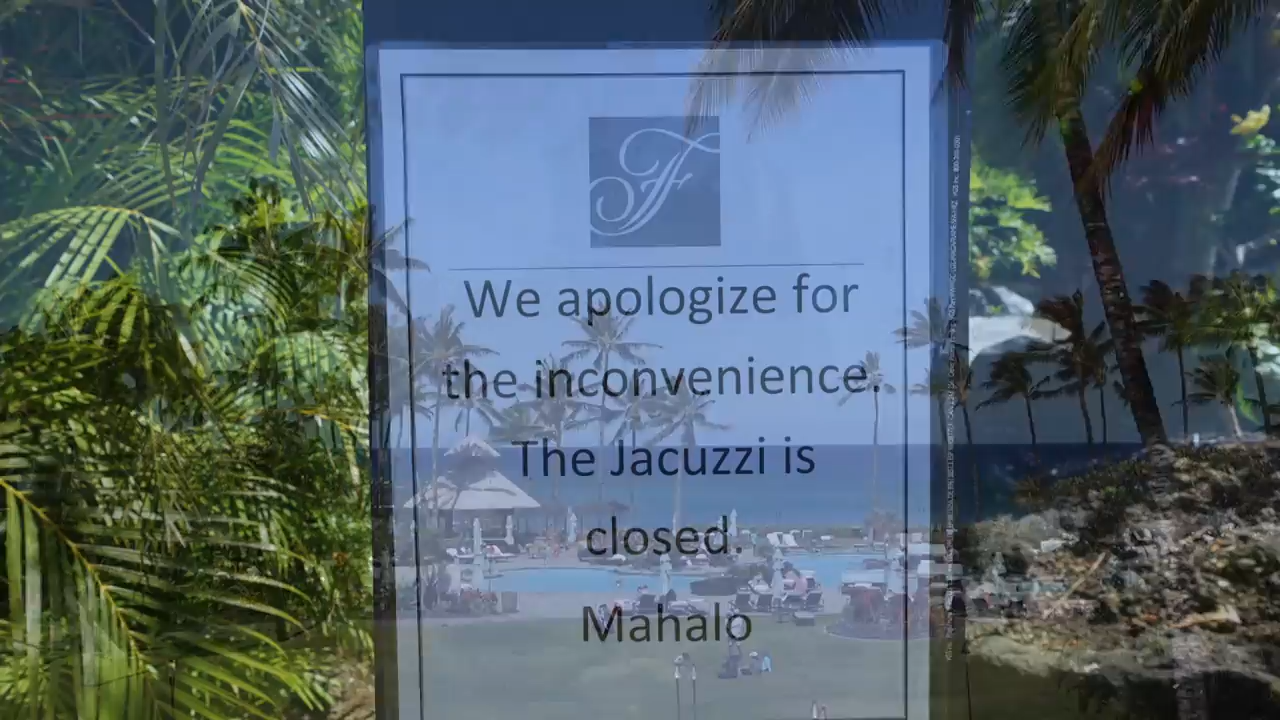 F
We apologize for
the inconvenience.
The Jacuzzi is
closed.
Mahalo